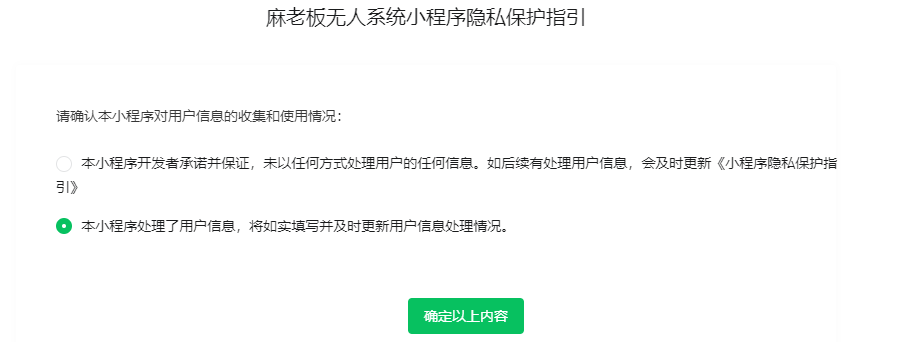 麻老板无人系统小程序隐私保护指引
请确认本小程序对用户信息的收集和使用情况：
本小程序开发者承诺并保证，未以任何方式处理用户的任何信息。如后续有处理用户信息，会及时更新《小程序隐私保护指
引》
本小程序处理了用户信息，将如实填写并及时更新用户信息处理情况。
确定以上内容